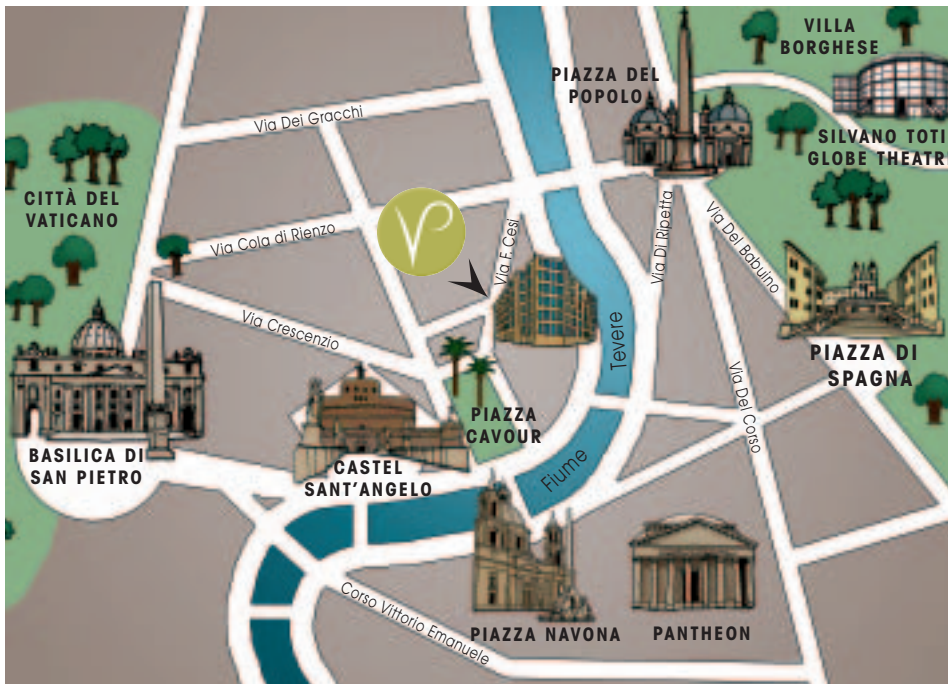 VILLA
BORGHESE
PIAZZA DEL
POPOLO
Via Dei Gracchi
SILVANO TOTI
GLOBE THEATR
CITTÀ DEL
VATICANO
Via Cola di Rienzo
VP
Via F. Cesi
Via Di Ripetta
Via Del Babuino
Via Crescenzio
Tevere
PIAZZA DI
SPAGNA
Via Del Corso
PIAZZA
CAVOUR
BASILICA DI
SAN PIETRO
CASTEL
SANT'ANGELO
Fiume
Corso Vittorio Emanuele
PIAZZA NAVONA
PANTHEON